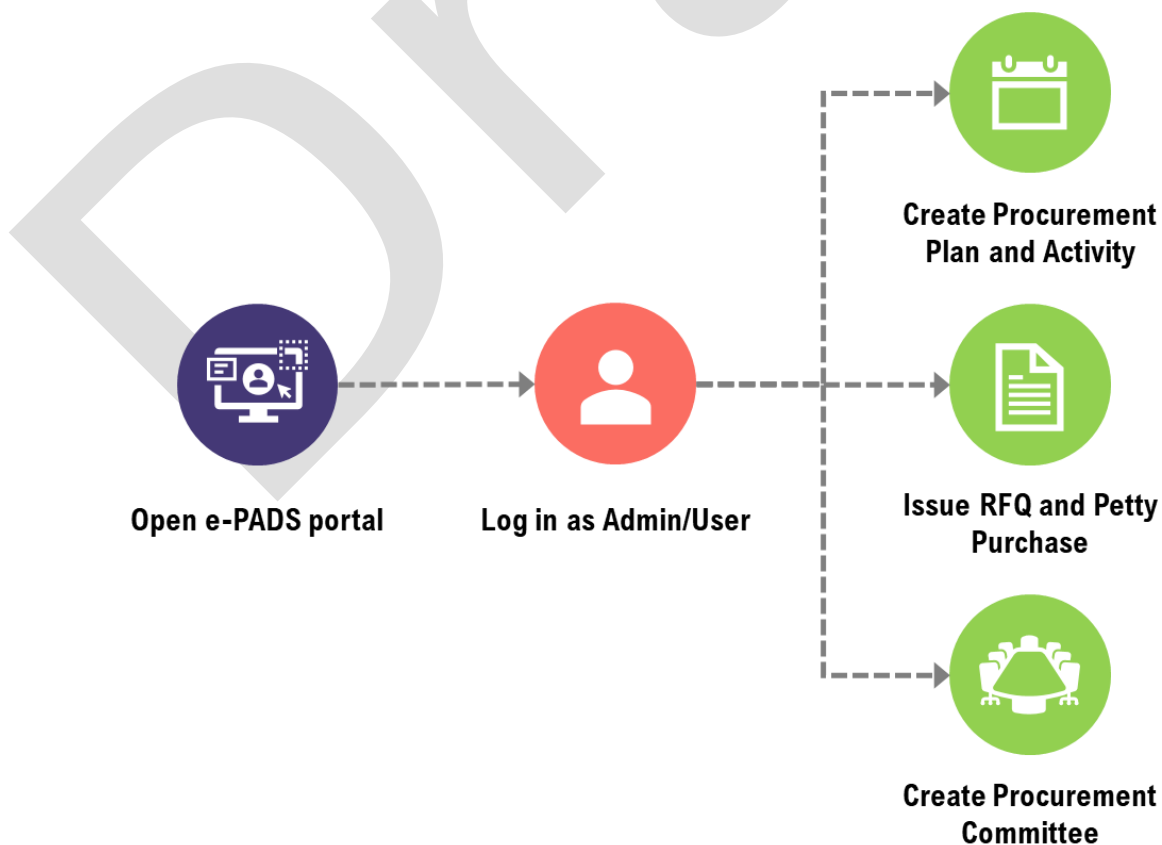 Open e-PADS portal
Log in as Admin/User
Create Procurement
Plan and Activity
Issue RFQ and Petty
Purchase
Create Procurement
Committee